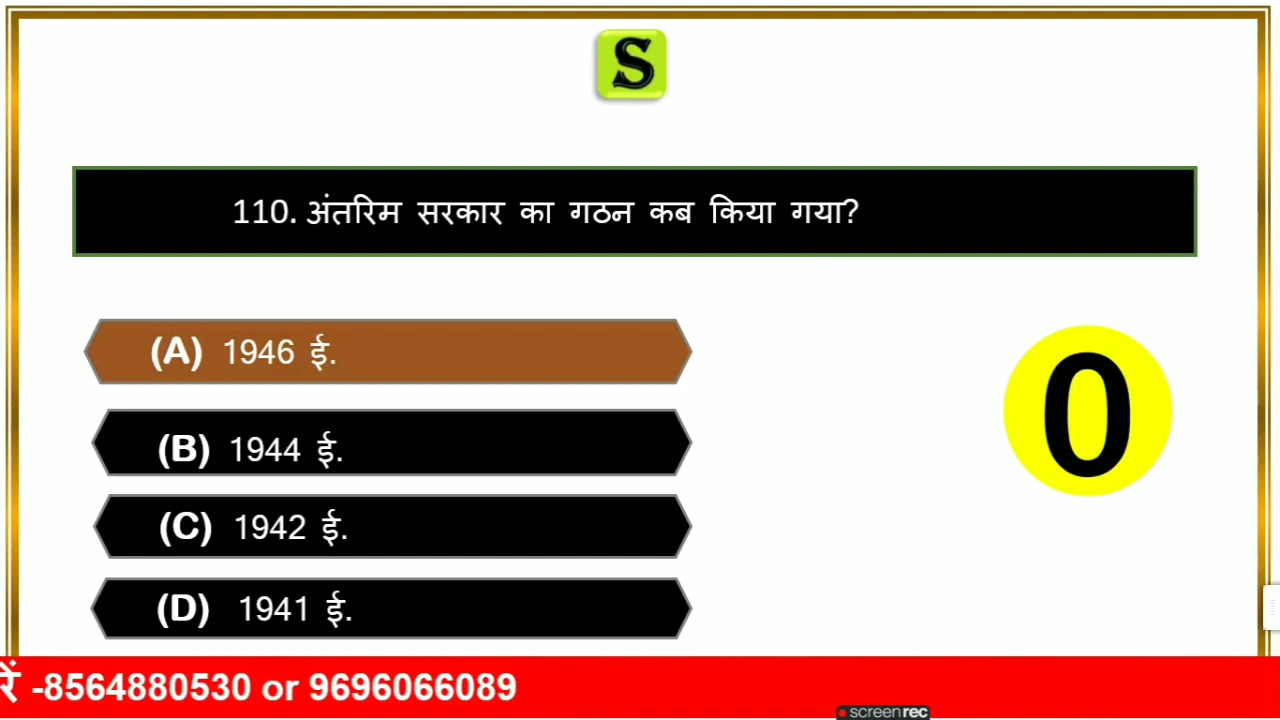 S
110. अंतरिम सरकार का गठन कब किया गया?
(A) 1946 ई.
(B) 1944 ई.
(C) 1942 ई.
(D) 1941 ई.
0
रें -8564880530 or 9696066089
screenrec